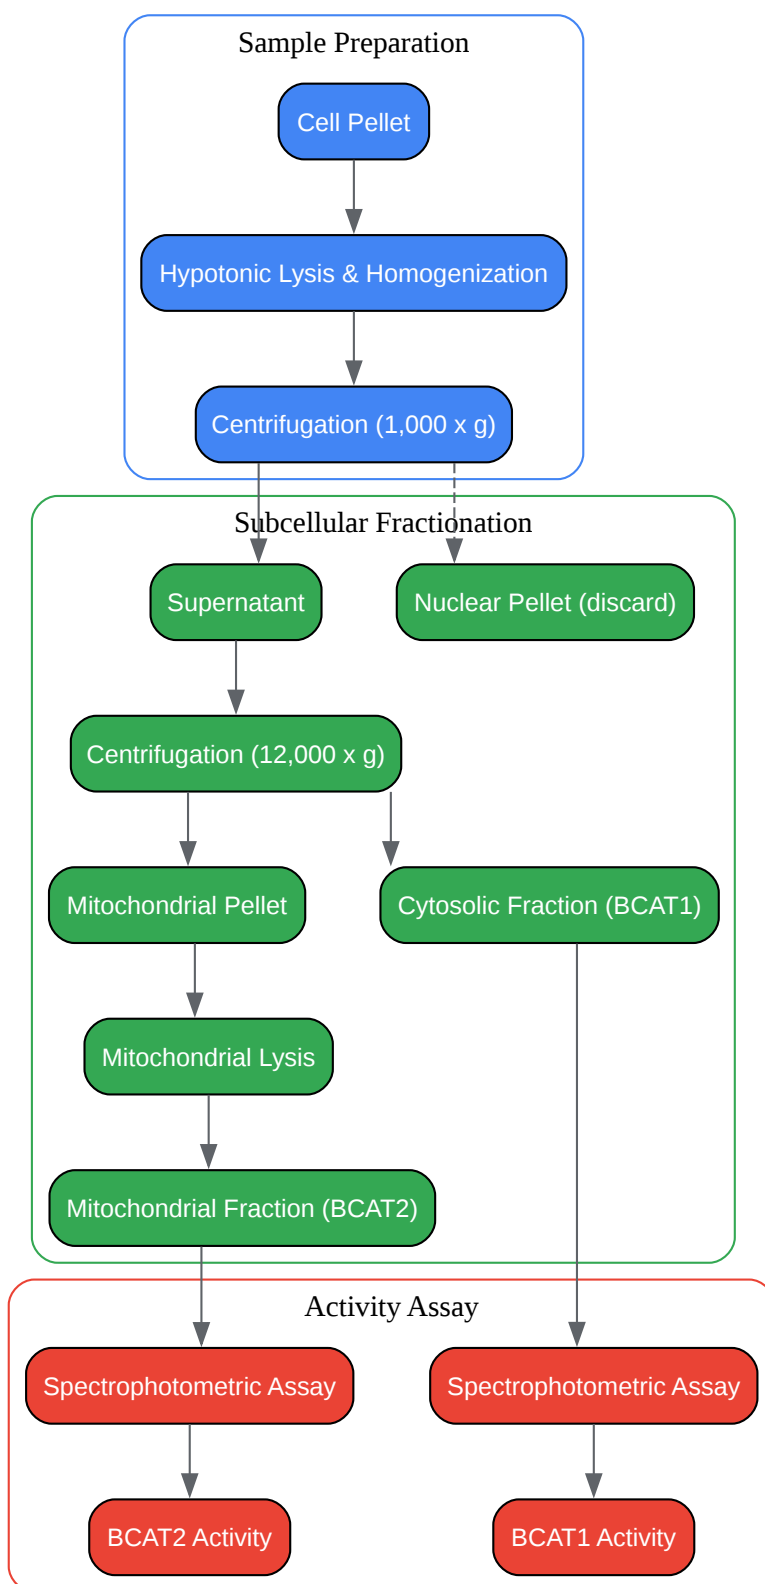 Sample Preparation
Cell Pellet
Hypotonic Lysis & Homogenization
Centrifugation (1,000 x g)
Subcellular Fractionation
Supernatant
Nuclear Pellet (discard)
Centrifugation (12,000 x g)
Mitochondrial Pellet
Cytosolic Fraction (BCAT1)
Mitochondrial Lysis
Mitochondrial Fraction (BCAT2)
Activity Assay
Spectrophotometric Assay
Spectrophotometric Assay
BCAT2 Activity
BCAT1 Activity